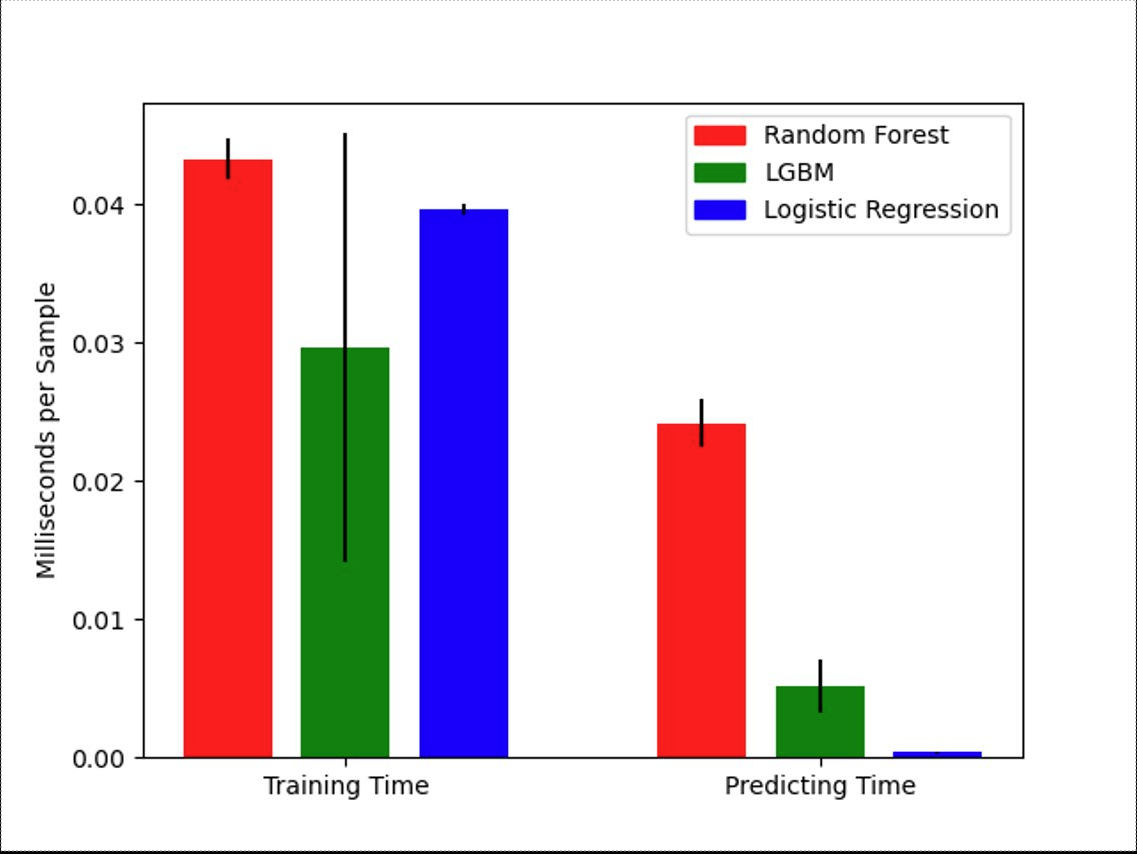 Random Forest
LGBM
Logistic Regression
Milliseconds per Sample
0.04
0.03
0.02
0.01
0.00
Training Time
Predicting Time